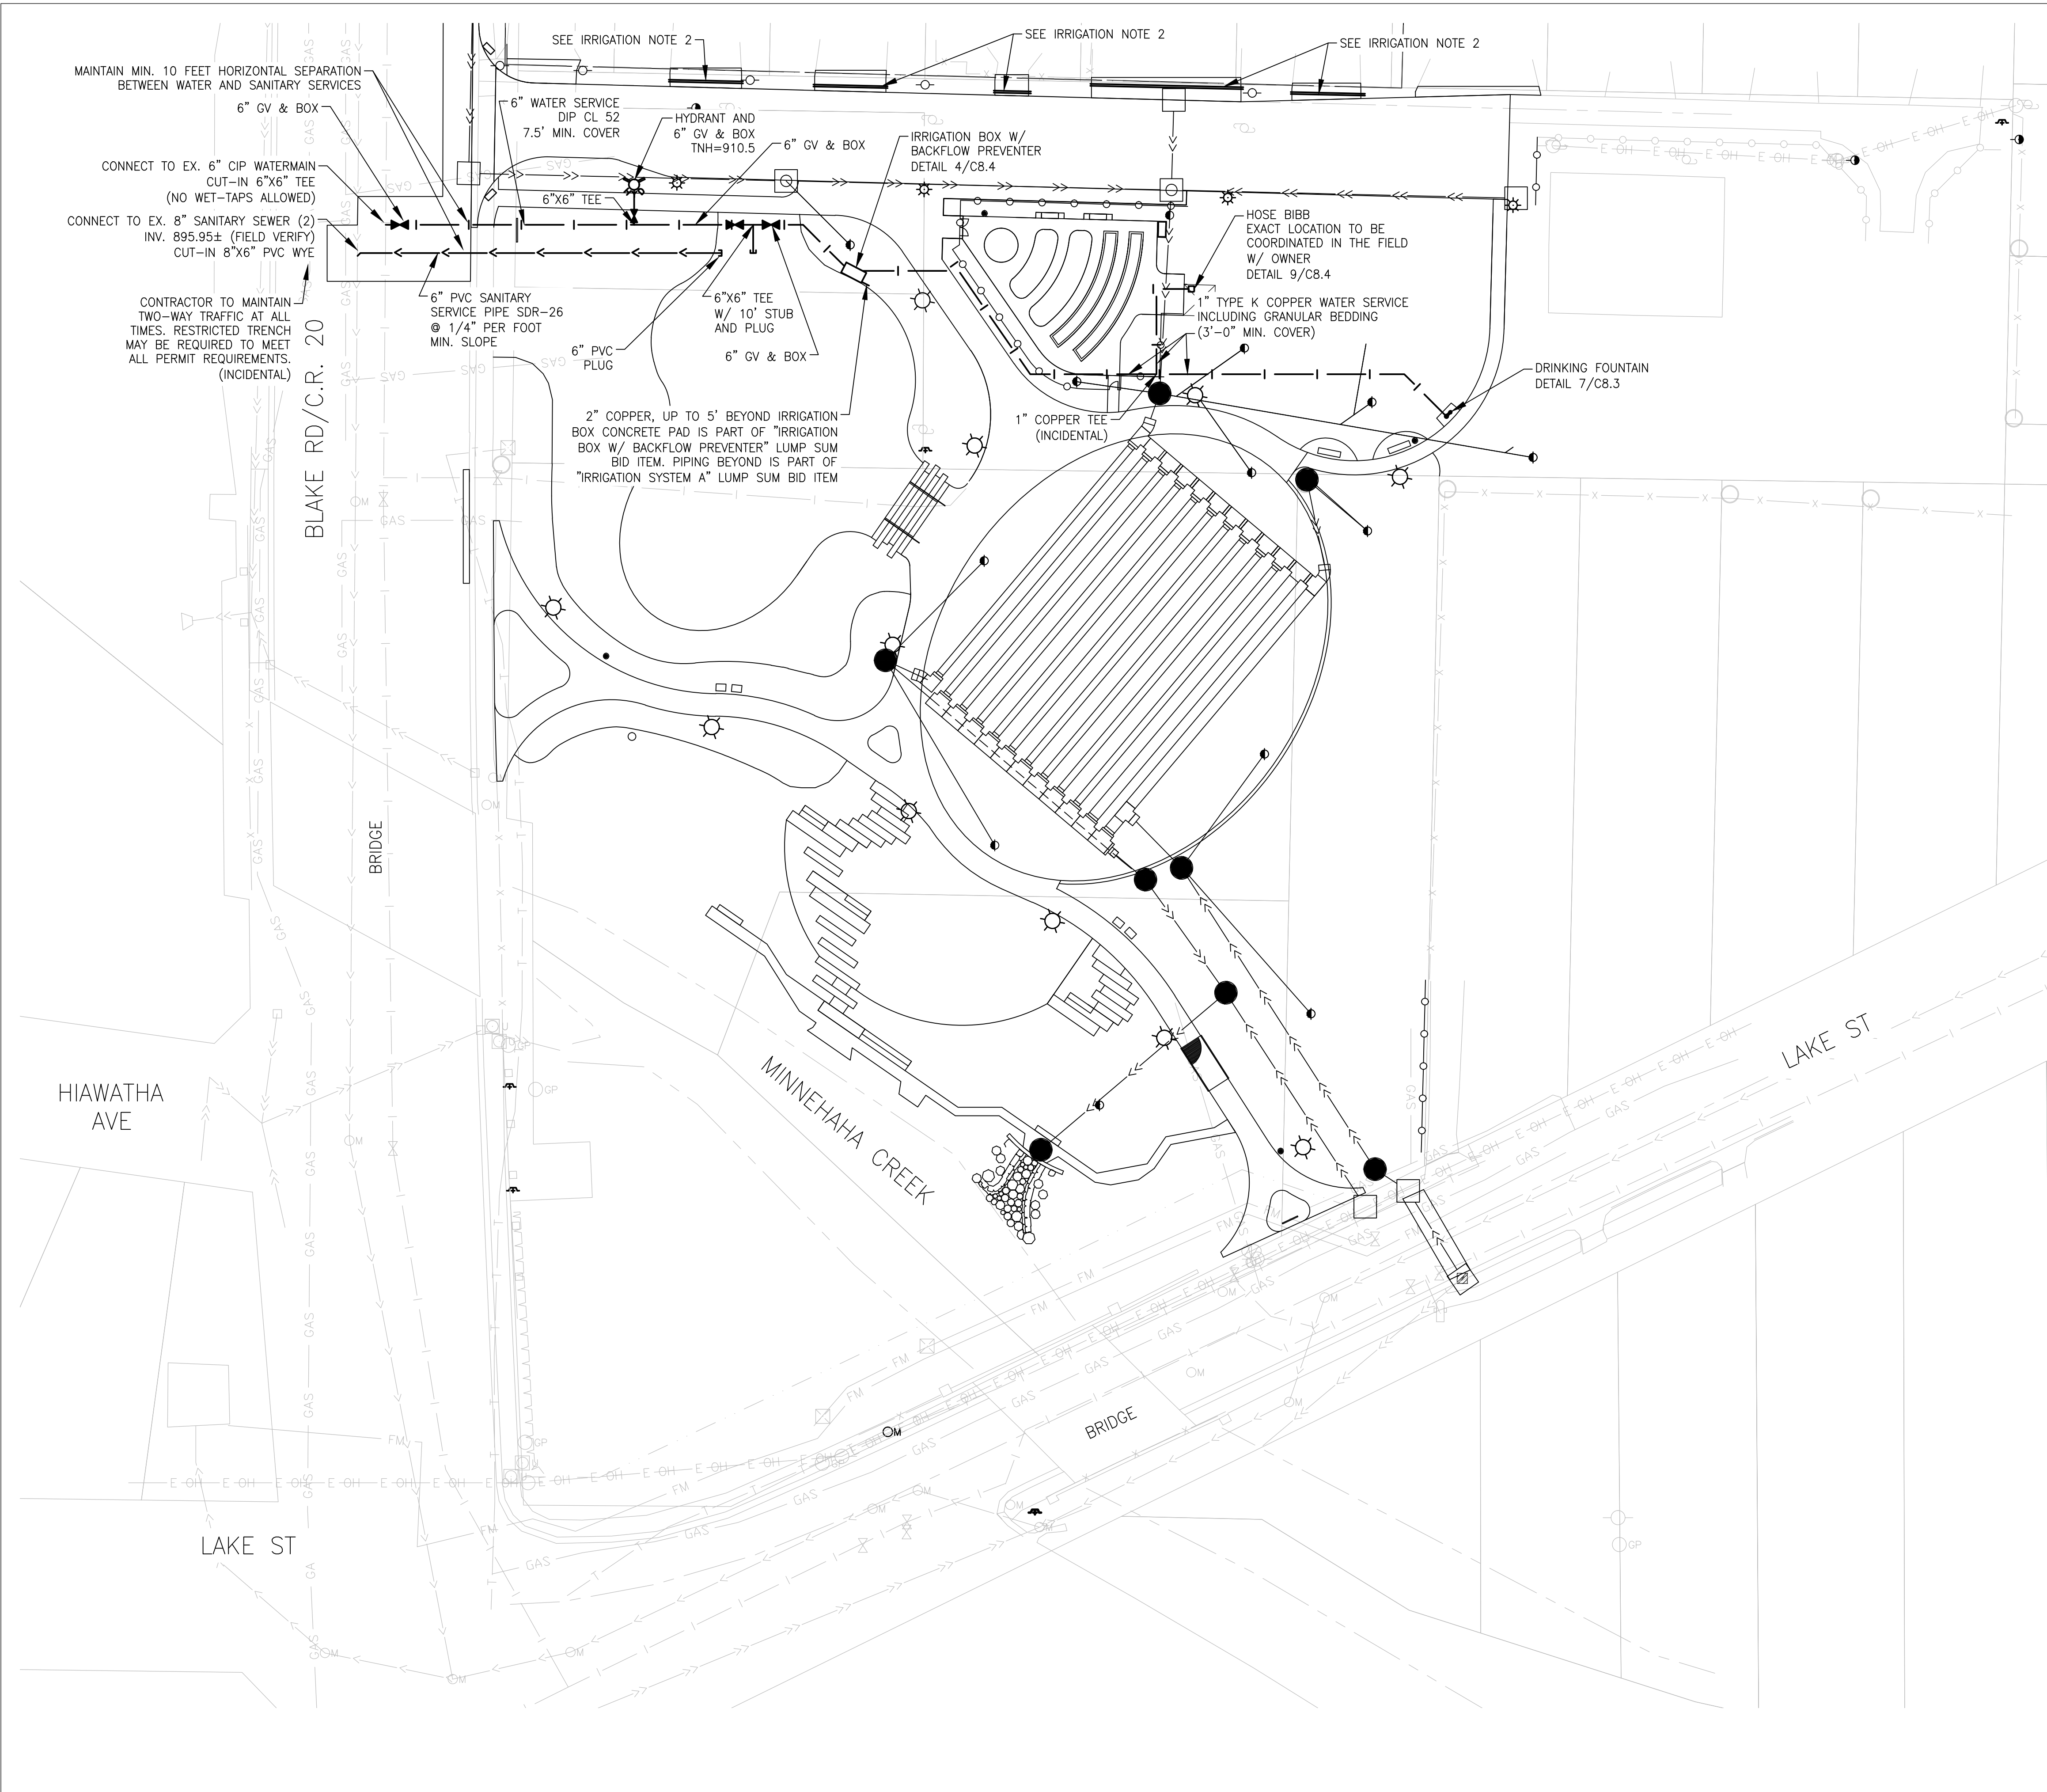 SEE IRRIGATION NOTE 2
SEE IRRIGATION NOTE 2
SEE IRRIGATION NOTE 2
MAINTAIN MIN. 10 FEET HORIZONTAL SEPARATION
BETWEEN WATER AND SANITARY SERVICES
6" GV & BOX
6" WATER SERVICE
DIP CL 52
7.5' MIN. COVER
HYDRANT AND
6" GV & BOX
TNH=910.5
6" GV & BOX
IRRIGATION BOX W/
BACKFLOW PREVENTER
DETAIL 4/C8.4
CONNECT TO EX. 6" CIP WATERMAIN
CUT-IN 6"X6" TEE
(NO WET-TAPS ALLOWED)
6"X6" TEE
CONNECT TO EX. 8" SANITARY SEWER (2)
INV. 895.95± (FIELD VERIFY)
CUT-IN 8"X6" PVC WYE
HOSE BIBB
EXACT LOCATION TO BE
COORDINATED IN THE FIELD
W/ OWNER
DETAIL 9/C8.4
CONTRACTOR TO MAINTAIN
TWO-WAY TRAFFIC AT ALL
TIMES. RESTRICTED TRENCH
MAY BE REQUIRED TO MEET
ALL PERMIT REQUIREMENTS.
(INCIDENTAL)
6" PVC SANITARY
SERVICE PIPE SDR-26
@ 1/4" PER FOOT
MIN. SLOPE
6"X6" TEE
W/ 10' STUB
AND PLUG
6" PVC
PLUG
6" GV & BOX
1" TYPE K COPPER WATER SERVICE
INCLUDING GRANULAR BEDDING
(3'-0" MIN. COVER)
DRINKING FOUNTAIN
DETAIL 7/C8.3
2" COPPER, UP TO 5' BEYOND IRRIGATION
BOX CONCRETE PAD IS PART OF "IRRIGATION
BOX W/ BACKFLOW PREVENTER" LUMP SUM
BID ITEM. PIPING BEYOND IS PART OF
"IRRIGATION SYSTEM A" LUMP SUM BID ITEM
1" COPPER TEE
(INCIDENTAL)
BLAKE RD/C.R. 20
BRIDGE
HIAWATHA
AVE
MINNEHAHA CREEK
LAKE ST
BRIDGE
LAKE ST